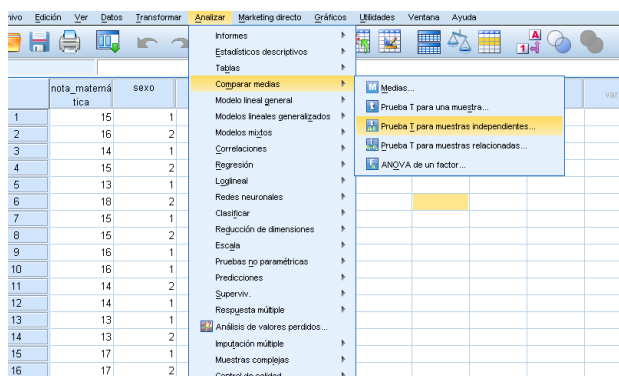 nivo Edición Ver Datos Transformar Analizar Marketing directo Gráficos Utilidades Ventana Ayuda
Informes
Estadísticos descriptivos
Tablas
Comparar medias
Modelo lineal general
Modelos lineales generalizados
Modelos mixtos
Correlaciones
Regresión
Loglineal
Redes neuronales
Clasificar
Reducción de dimensiones
Escala
Pruebas no paramétricas
Predicciones
Superviv.
Respuesta múltiple
Análisis de valores perdidos...
Imputación múltiple
Muestras complejas
Control de calidad
M Medias...
Prueba T para una muestra...
Prueba T para muestras independientes...
Prueba T para muestras relacionadas...
ANOVA de un factor...
nota_matemá
tica
sexo
var
1 15 1
2 16 2
3 14 1
4 15 2
5 13 1
6 18 2
7 15 1
8 15 2
9 16 1
10 16 1
11 14 2
12 14 1
13 13 1
14 13 2
15 17 1
16 17 2